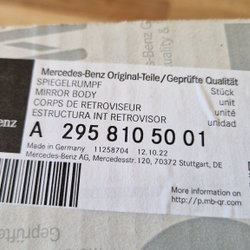 Mercedes-Benz Original-Teile/Geprüfte Qualität
SPIEGELRUMPF Stück
MIRROR BODY unit
CORPS DE RETROVISEUR unité
ESTRUCTURA INT RETROVISOR unidad
A 295 810 50 01
Made in Germany 11258704 12.10.22
Mercedes-Benz AG, Mercedesstr. 120, 70372 Stuttgart, DE
More information on
http://p.mb-qr.com/